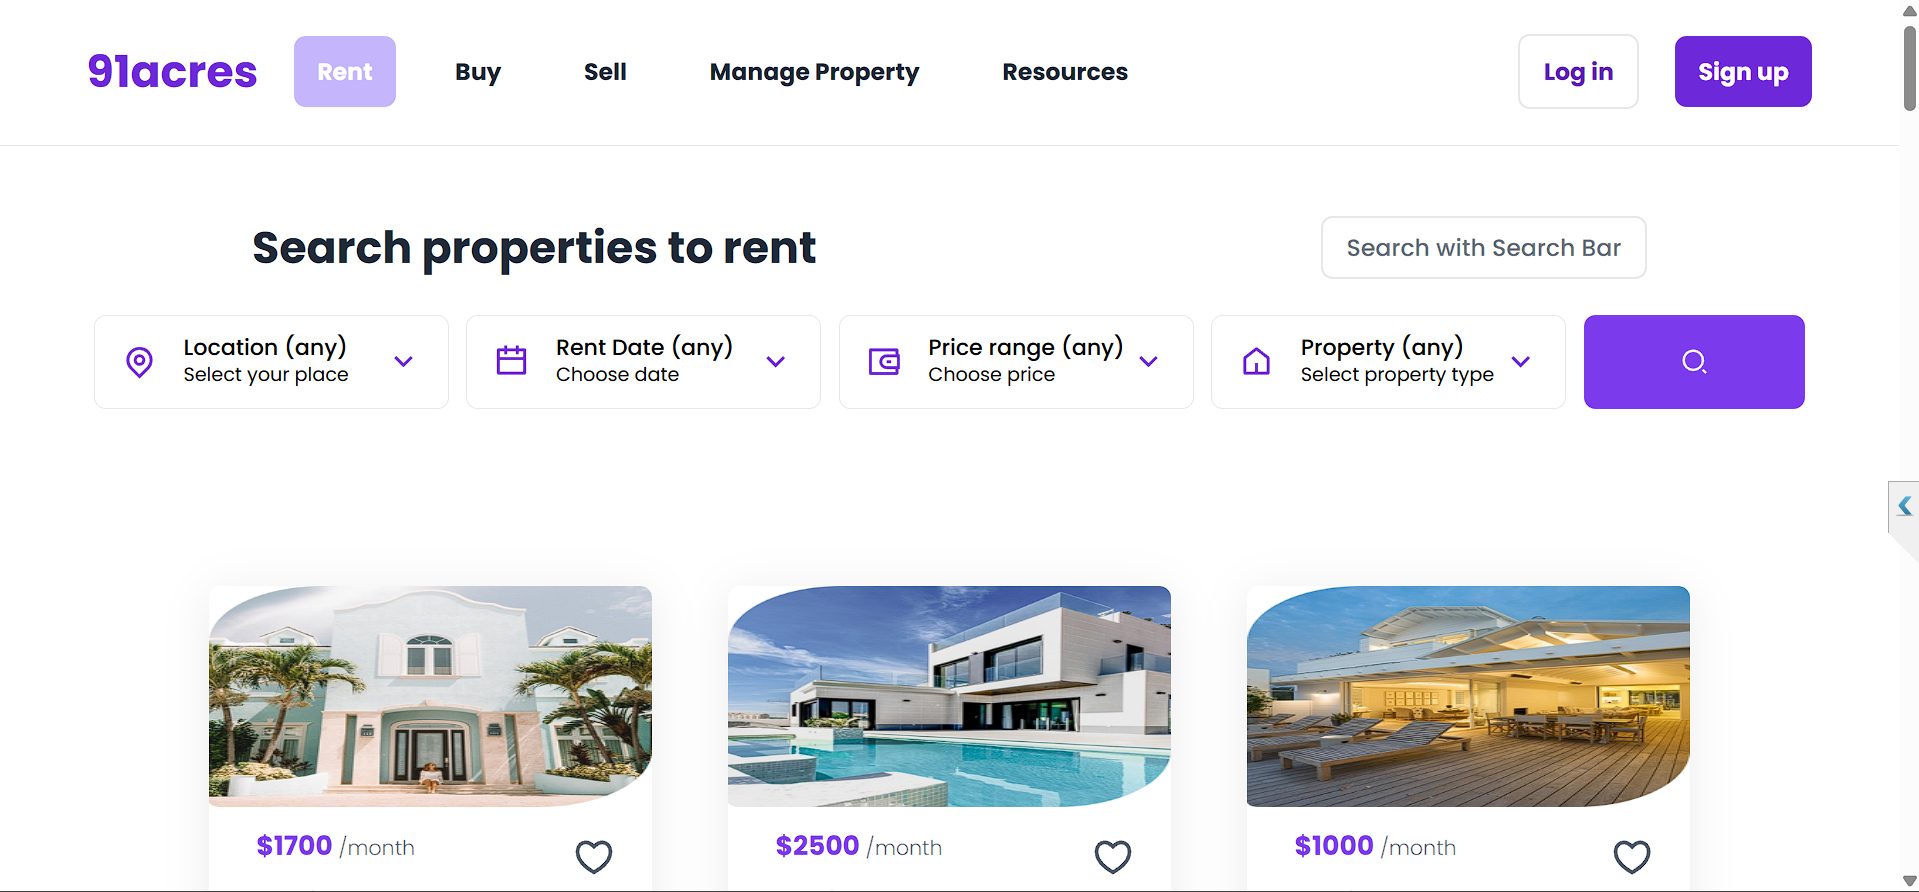 91acres
Rent
Buy
Sell
Manage Property
Resources
Log in
Sign up
Search properties to rent
Search with Search Bar
Location (any)
Select your place
Rent Date (any)
Choose date
Price range (any)
Choose price
Property (any)
Select property type
$1700 /month
$2500 /month
$1000 /month